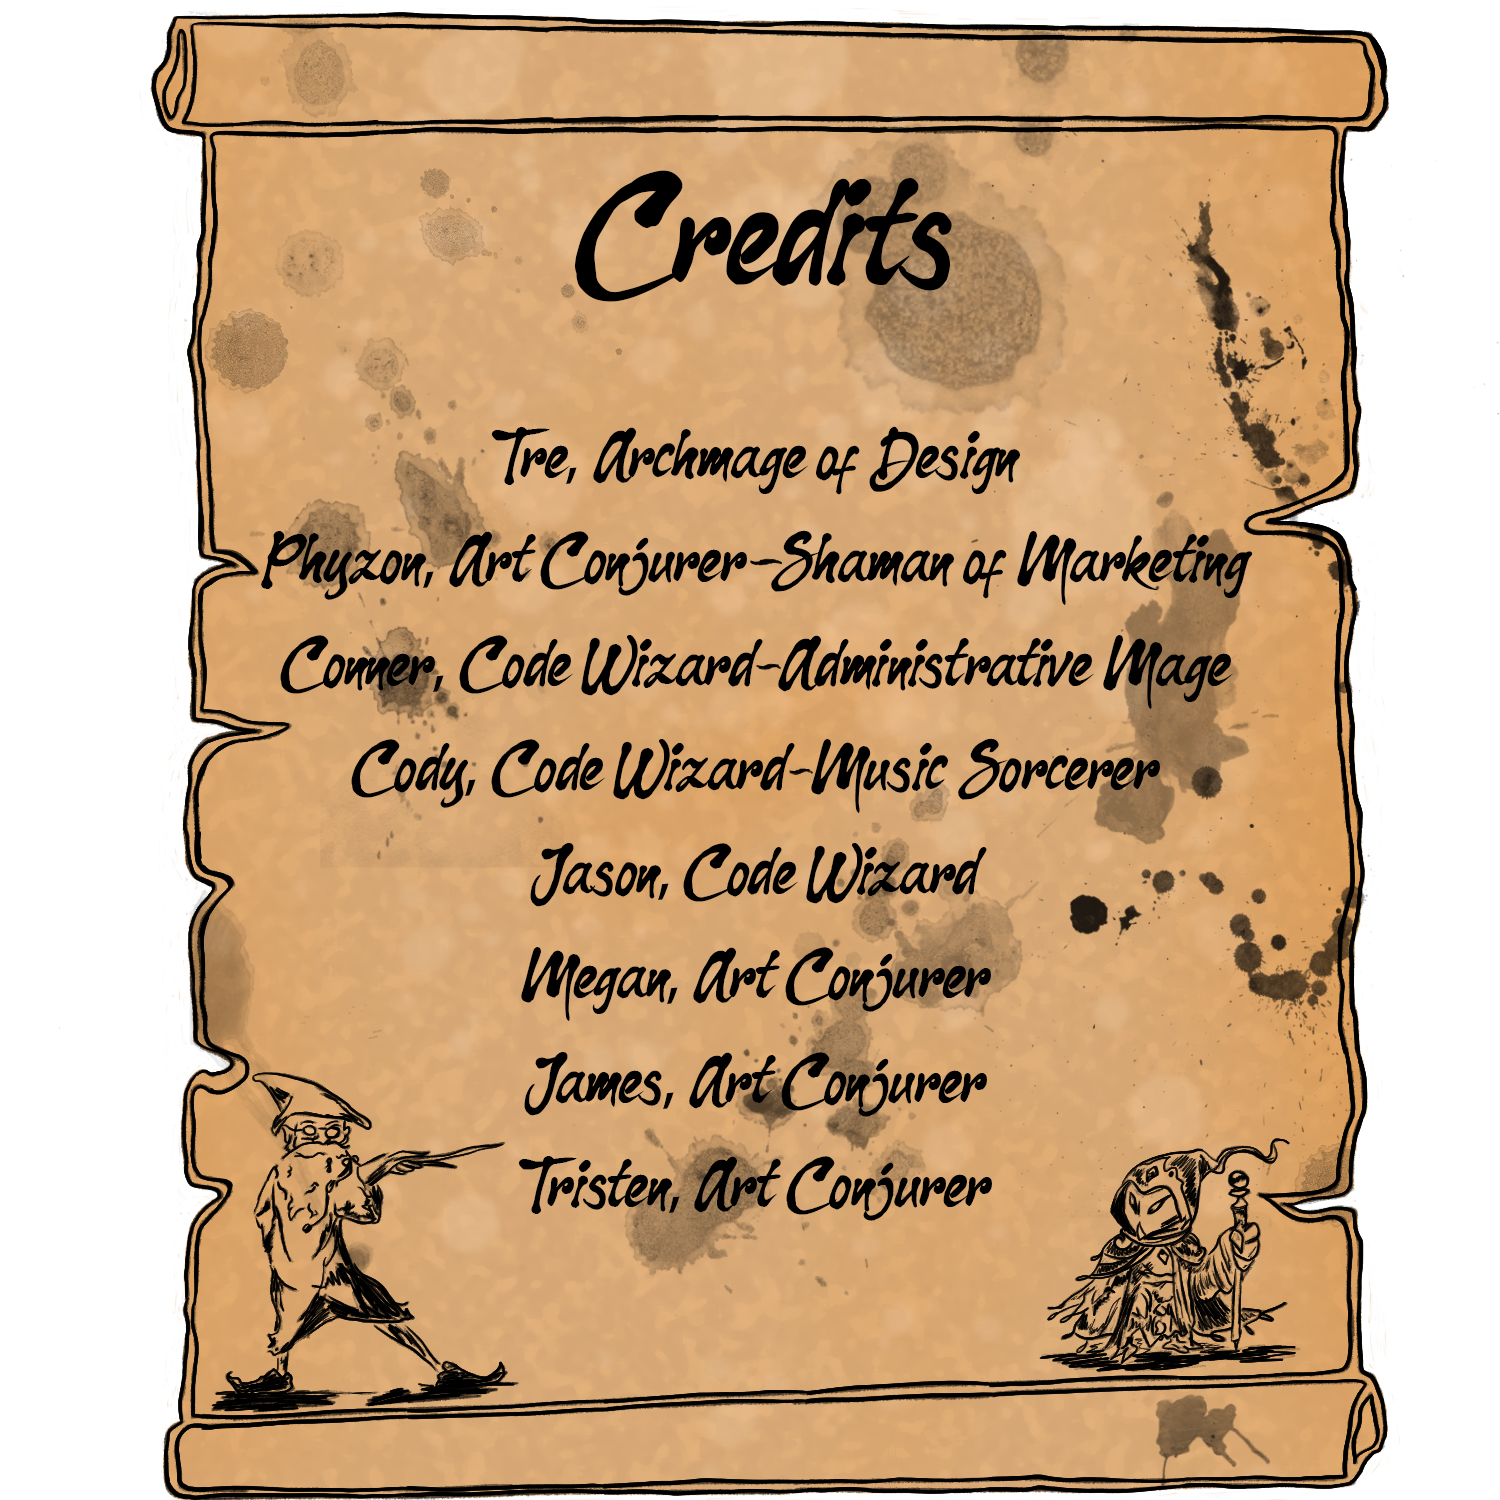 Credits
Tre, Archmage of Design
Phyzon, Art Conjurer-Shaman of Marketing
Conner, Code Wizard-Administrative Mage
Cody, Code Wizard-Music Sorcerer
Jason, Code Wizard
Megan, Art Conjurer
James, Art Conjurer
Tristen, Art Conjurer